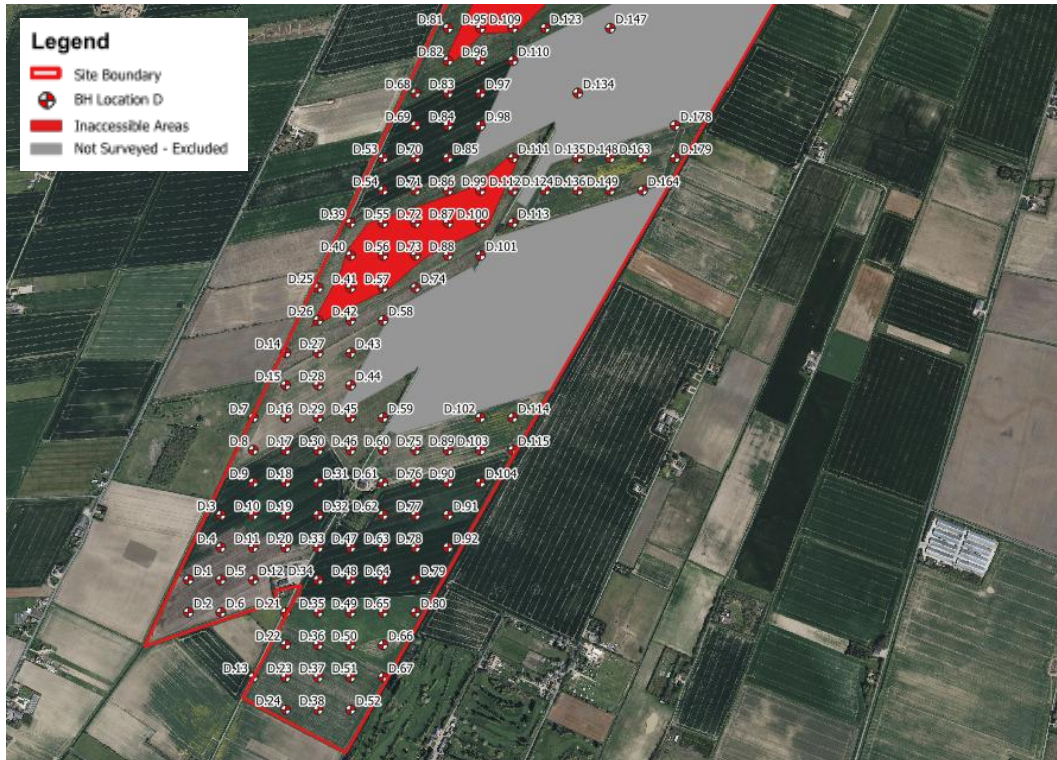 Legend
Site Boundary
BH Location D
Inaccessible Areas
Not Surveyed - Excluded
D.81 D.95 D.109 D.123 D.147
D.82 D.96 D.110
D.68 D.83 D.97 D.134
D.69 D.84 D.98 D.178
D.53 D.70 D.85 D.111 D.135 D.148 D.163 D.179
D.54 D.71 D.86 D.99 D.112 D.124 D.136 D.149 D.164
D.39 D.55 D.72 D.87 D.100 D.113
D.40 D.56 D.73 D.88 D.101
D.25 D.41 D.57 D.74
D.26 D.42 D.58
D.14 D.27 D.43
D.15 D.28 D.44
D.7 D.16 D.29 D.45 D.59 D.102 D.114
D.8 D.17 D.30 D.46 D.60 D.75 D.89 D.103 D.115
D.9 D.18 D.31 D.61 D.76 D.90 D.104
D.3 D.10 D.19 D.32 D.62 D.77 D.91
D.4 D.11 D.20 D.33 D.47 D.63 D.78 D.92
D.1 D.5 D.12 D.34 D.48 D.64 D.79
D.2 D.6 D.21 D.35 D.49 D.65 D.80
D.22 D.36 D.50 D.66
D.13 D.23 D.37 D.51 D.67
D.24 D.38 D.52